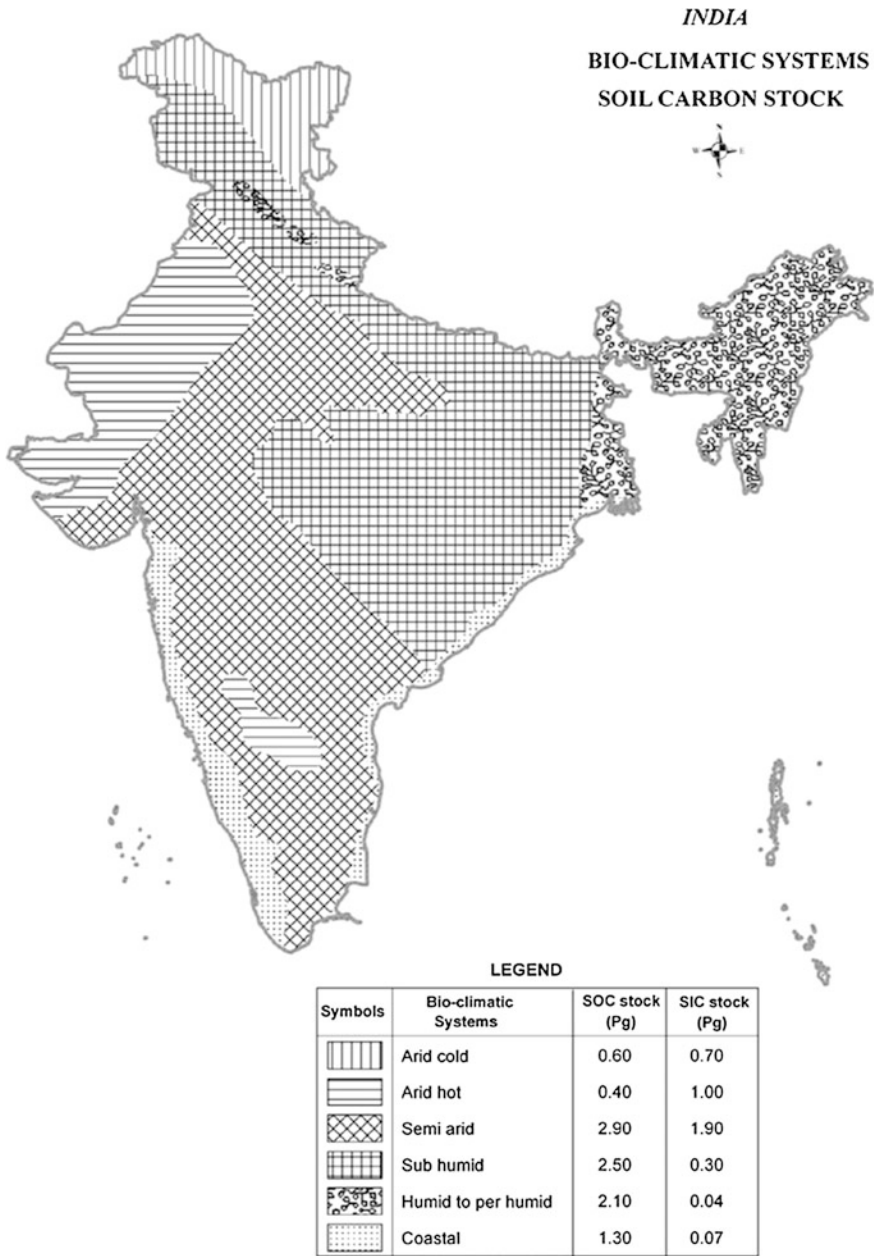 INDIA
BIO-CLIMATIC SYSTEMS
SOIL CARBON STOCK
N
W E
S
LEGEND
Symbols Bio-climatic Systems SOC stock (Pg) SIC stock (Pg)
Arid cold 0.60 0.70
Arid hot 0.40 1.00
Semi arid 2.90 1.90
Sub humid 2.50 0.30
Humid to per humid 2.10 0.04
Coastal 1.30 0.07